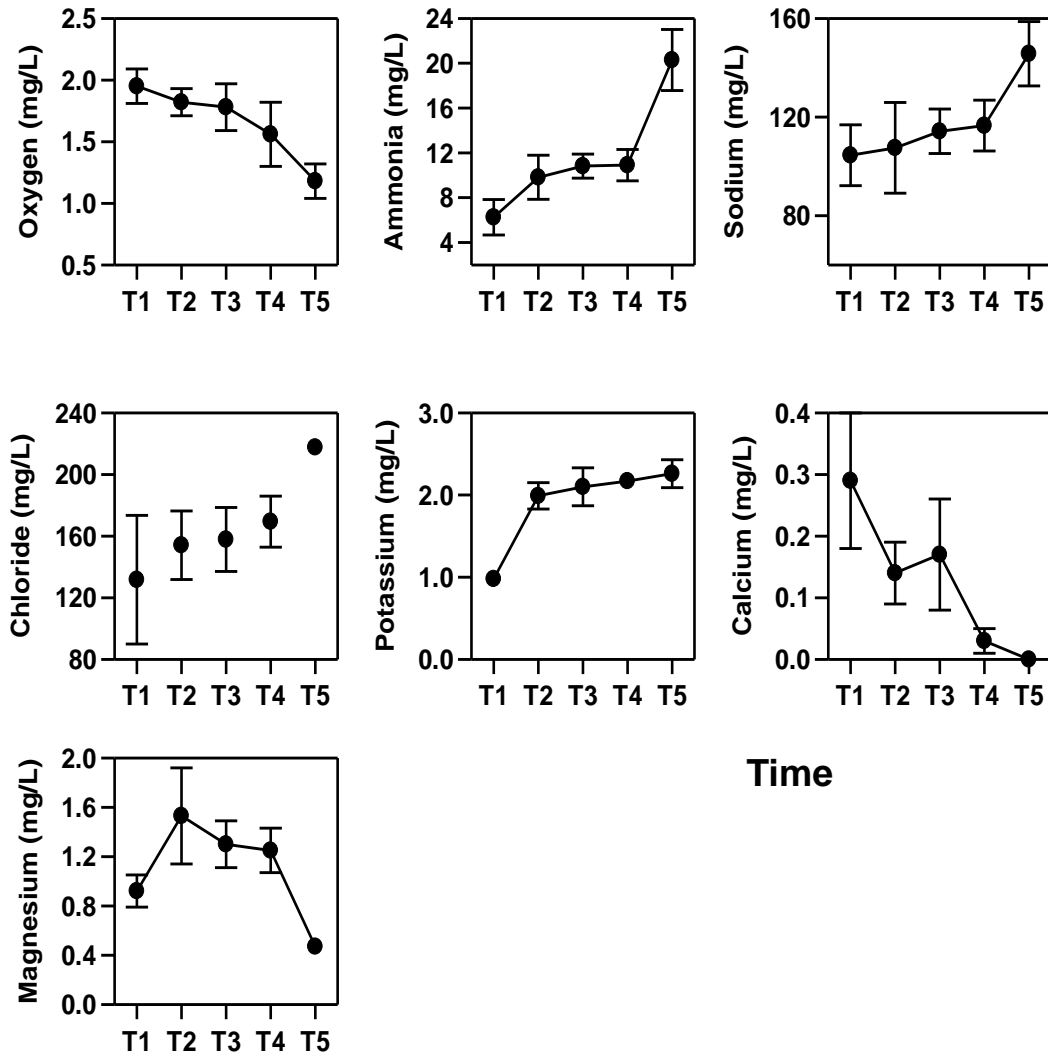 Oxygen (mg/L)
2.5
2.0
1.5
1.0
0.5
T1 T2 T3 T4 T5
Ammonia (mg/L)
24
20
16
12
8
4
T1 T2 T3 T4 T5
Sodium (mg/L)
160
120
80
T1 T2 T3 T4 T5
Chloride (mg/L)
240
200
160
120
80
T1 T2 T3 T4 T5
Potassium (mg/L)
3.0
2.0
1.0
0.0
T1 T2 T3 T4 T5
Calcium (mg/L)
0.4
0.3
0.2
0.1
0.0
T1 T2 T3 T4 T5
Magnesium (mg/L)
2.0
1.6
1.2
0.8
0.4
0.0
T1 T2 T3 T4 T5
Time